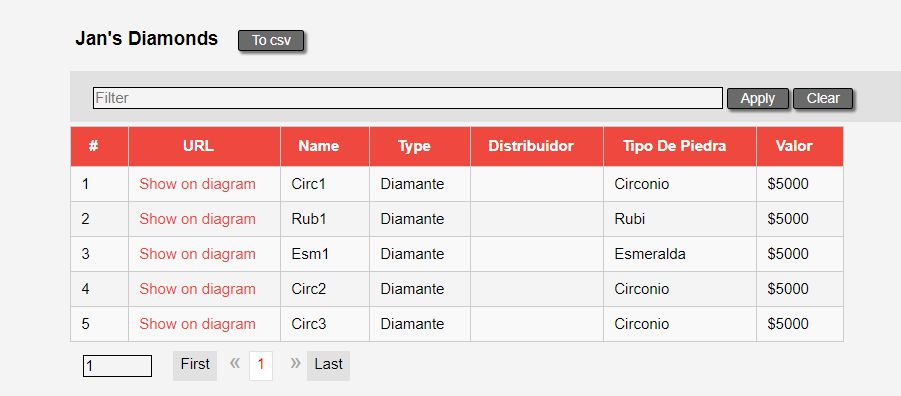 Jan's Diamonds To csv
Filter Apply Clear
# URL Name Type Distribuidor Tipo De Piedra Valor
1 Show on diagram Circ1 Diamante Circonio $5000
2 Show on diagram Rub1 Diamante Rubi $5000
3 Show on diagram Esm1 Diamante Esmeralda $5000
4 Show on diagram Circ2 Diamante Circonio $5000
5 Show on diagram Circ3 Diamante Circonio $5000
1 First « 1 » Last